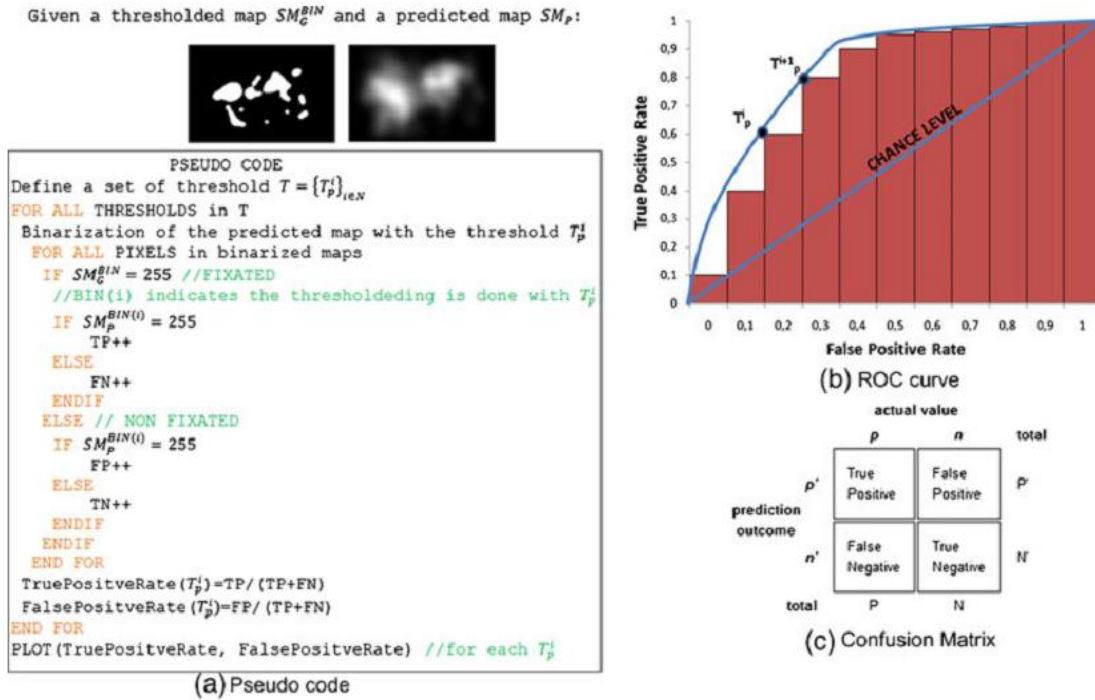 Given a thresholded map SM_G^BIN and a predicted map SM_P:
PSEUDO CODE
Define a set of threshold T = {T_p^i}_i∈N
FOR ALL THRESHOLDS in T
Binarization of the predicted map with the threshold T_p^i
FOR ALL PIXELS in binarized maps
IF SM_G^BIN = 255 //FIXATED
//BIN(i) indicates the thresholdeding is done with T_p^i
IF SM_P^BIN(i) = 255
TP++
ELSE
FN++
ENDIF
ELSE // NON FIXATED
IF SM_P^BIN(i) = 255
FP++
ELSE
TN++
ENDIF
ENDIF
END FOR
TruePositveRate(T_p^i)=TP/(TP+FN)
FalsePositveRate(T_p^i)=FP/(TP+FN)
END FOR
PLOT(TruePositveRate, FalsePositveRate) //for each T_p^i
(a) Pseudo code
True Positive Rate
1
0,9
0,8
0,7
0,6
0,5
0,4
0,3
0,2
0,1
0
T^i+1_p
T^i_p
CHANCE LEVEL
0 0,1 0,2 0,3 0,4 0,5 0,6 0,7 0,8 0,9 1
False Positive Rate
(b) ROC curve
actual value
p n total
p' True Positive False Positive P'
prediction outcome
n' False Negative True Negative N'
total P N
(c) Confusion Matrix